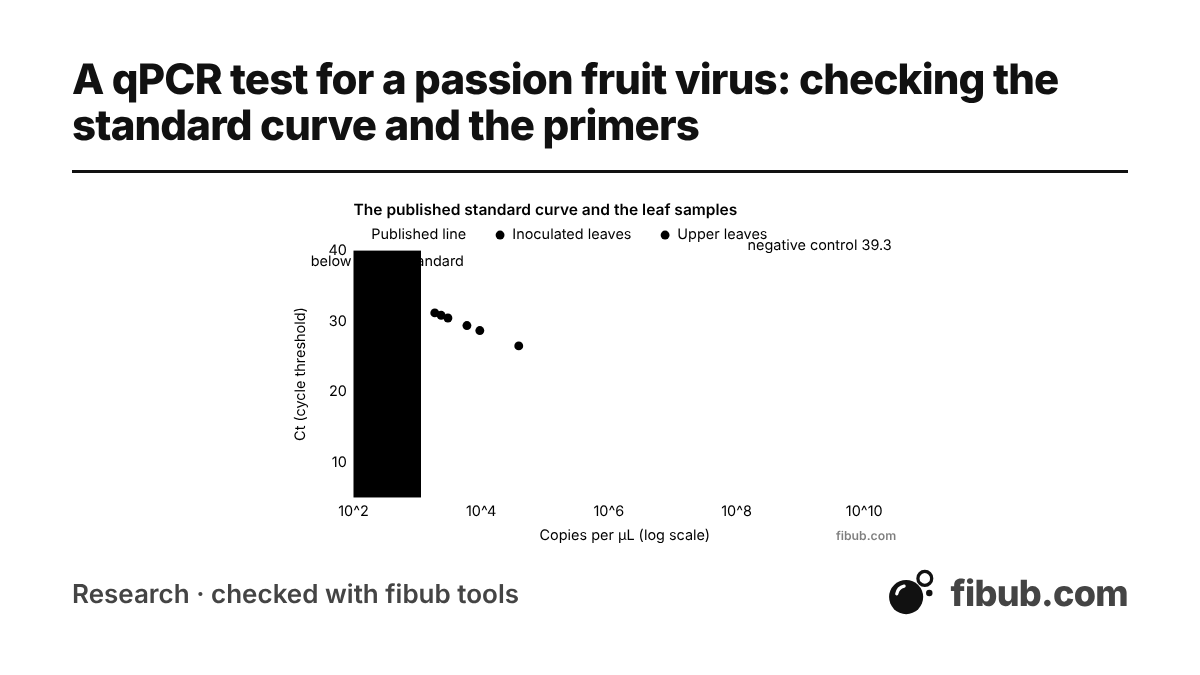 A qPCR test for a passion fruit virus: checking the
standard curve and the primers
The published standard curve and the leaf samples
Published line
Inoculated leaves
Upper leaves
negative control 39.3
40
below
andard
30
20
10
Ct (cycle threshold)
10^2
10^4
10^6
10^8
10^10
Copies per µL (log scale)
fibub.com
Research · checked with fibub tools
fibub.com